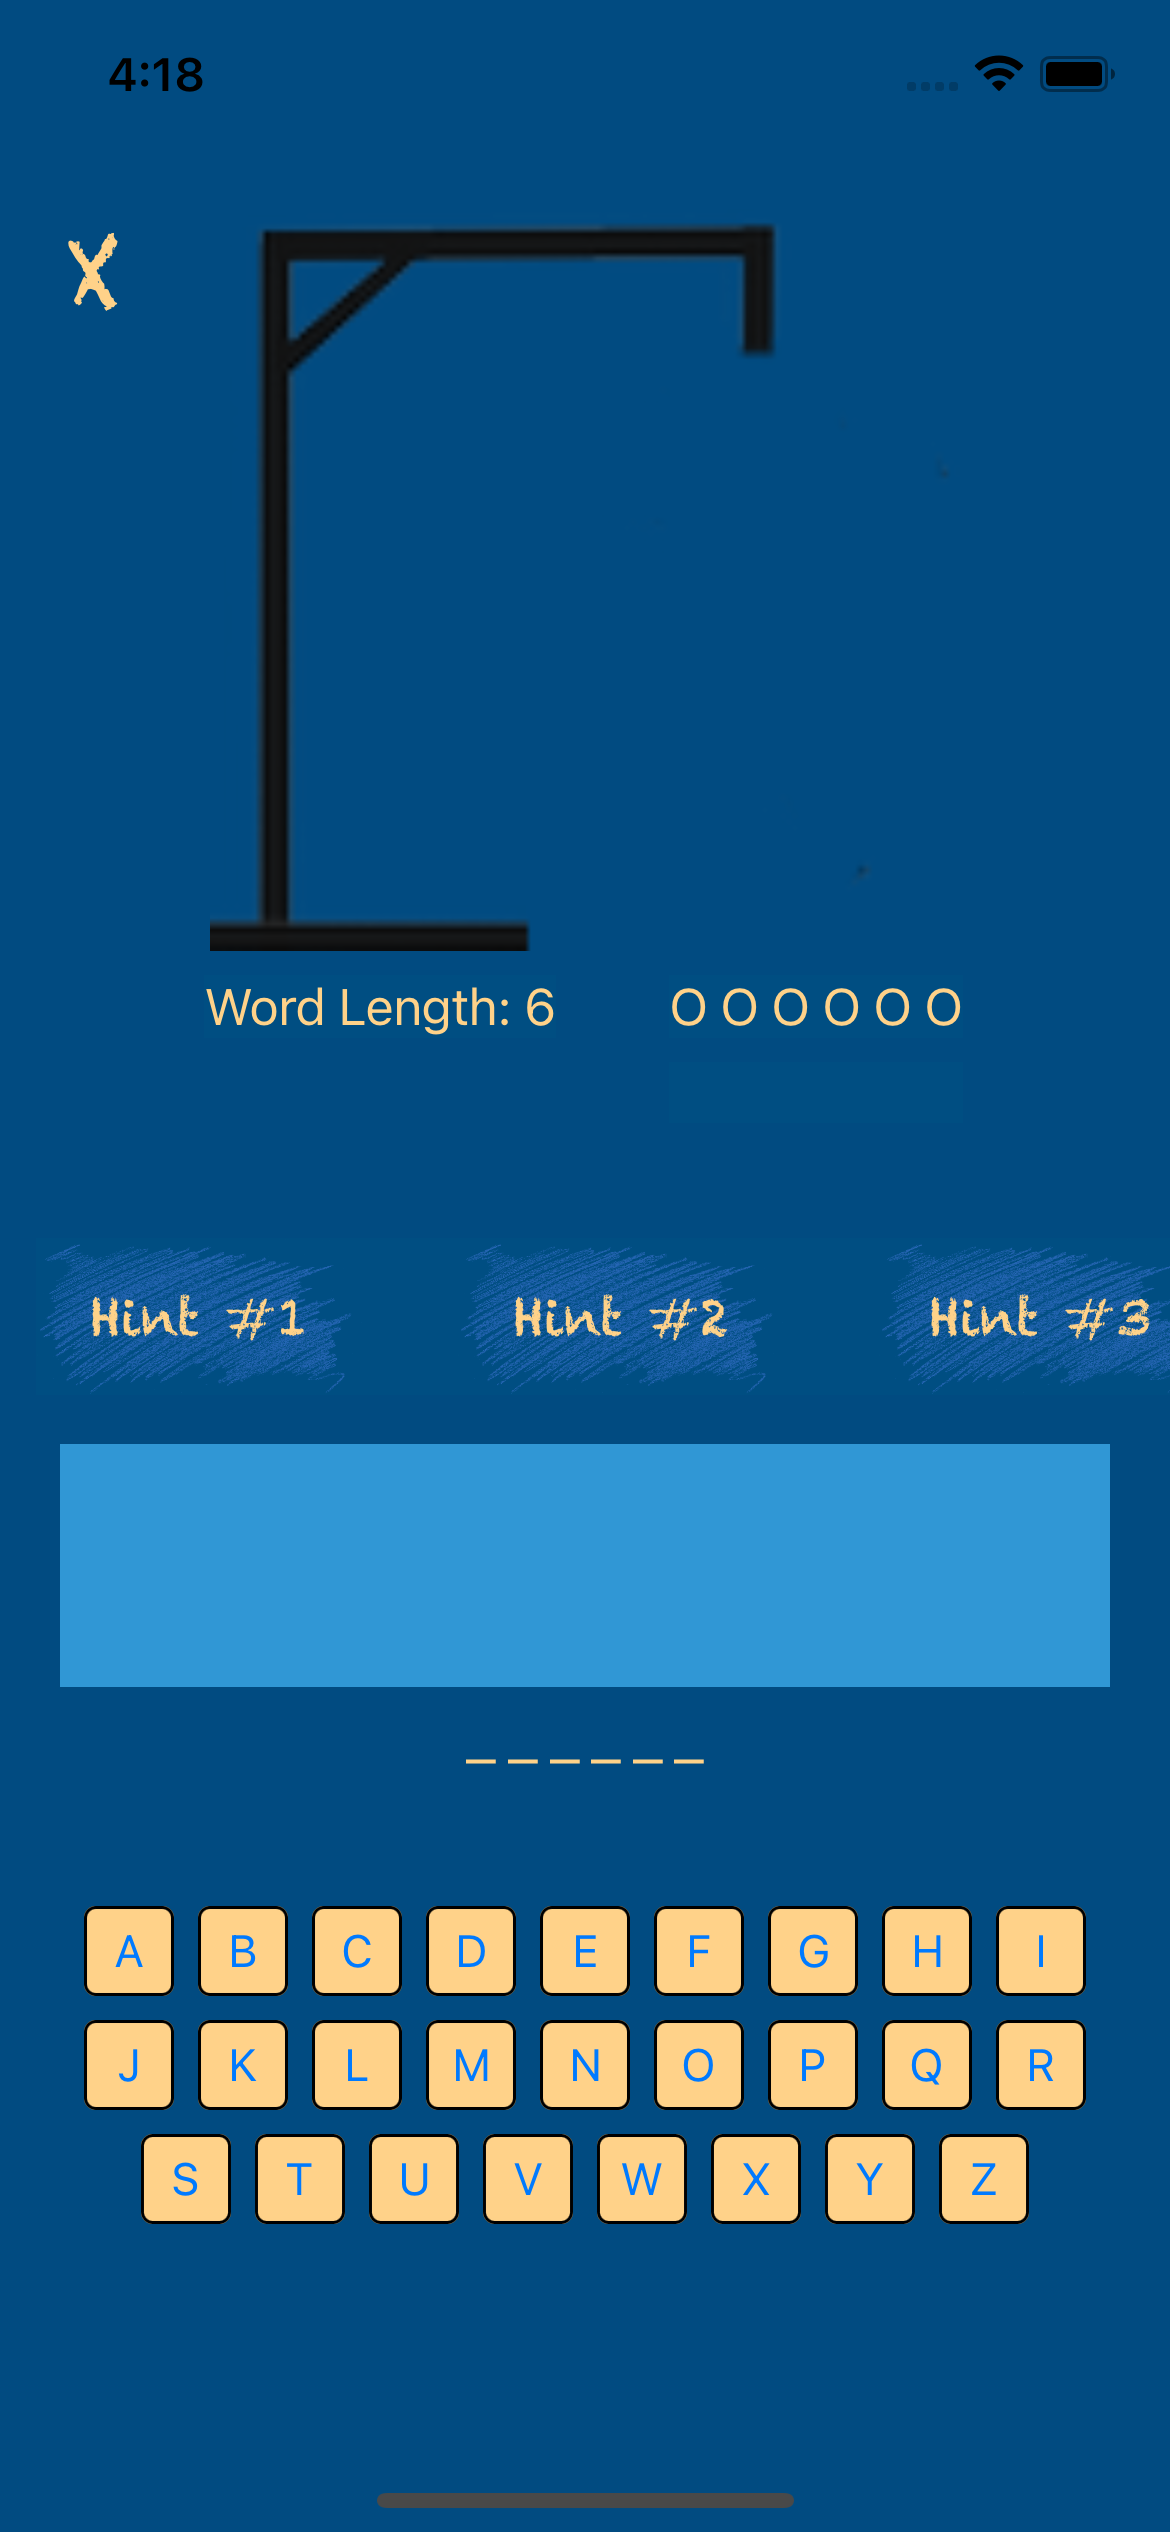 4:18
X
Word Length: 6
O O O O O O
Hint #1
Hint #2
Hint #3
_ _ _ _ _ _
A B C D E F G H I
J K L M N O P Q R
S T U V W X Y Z